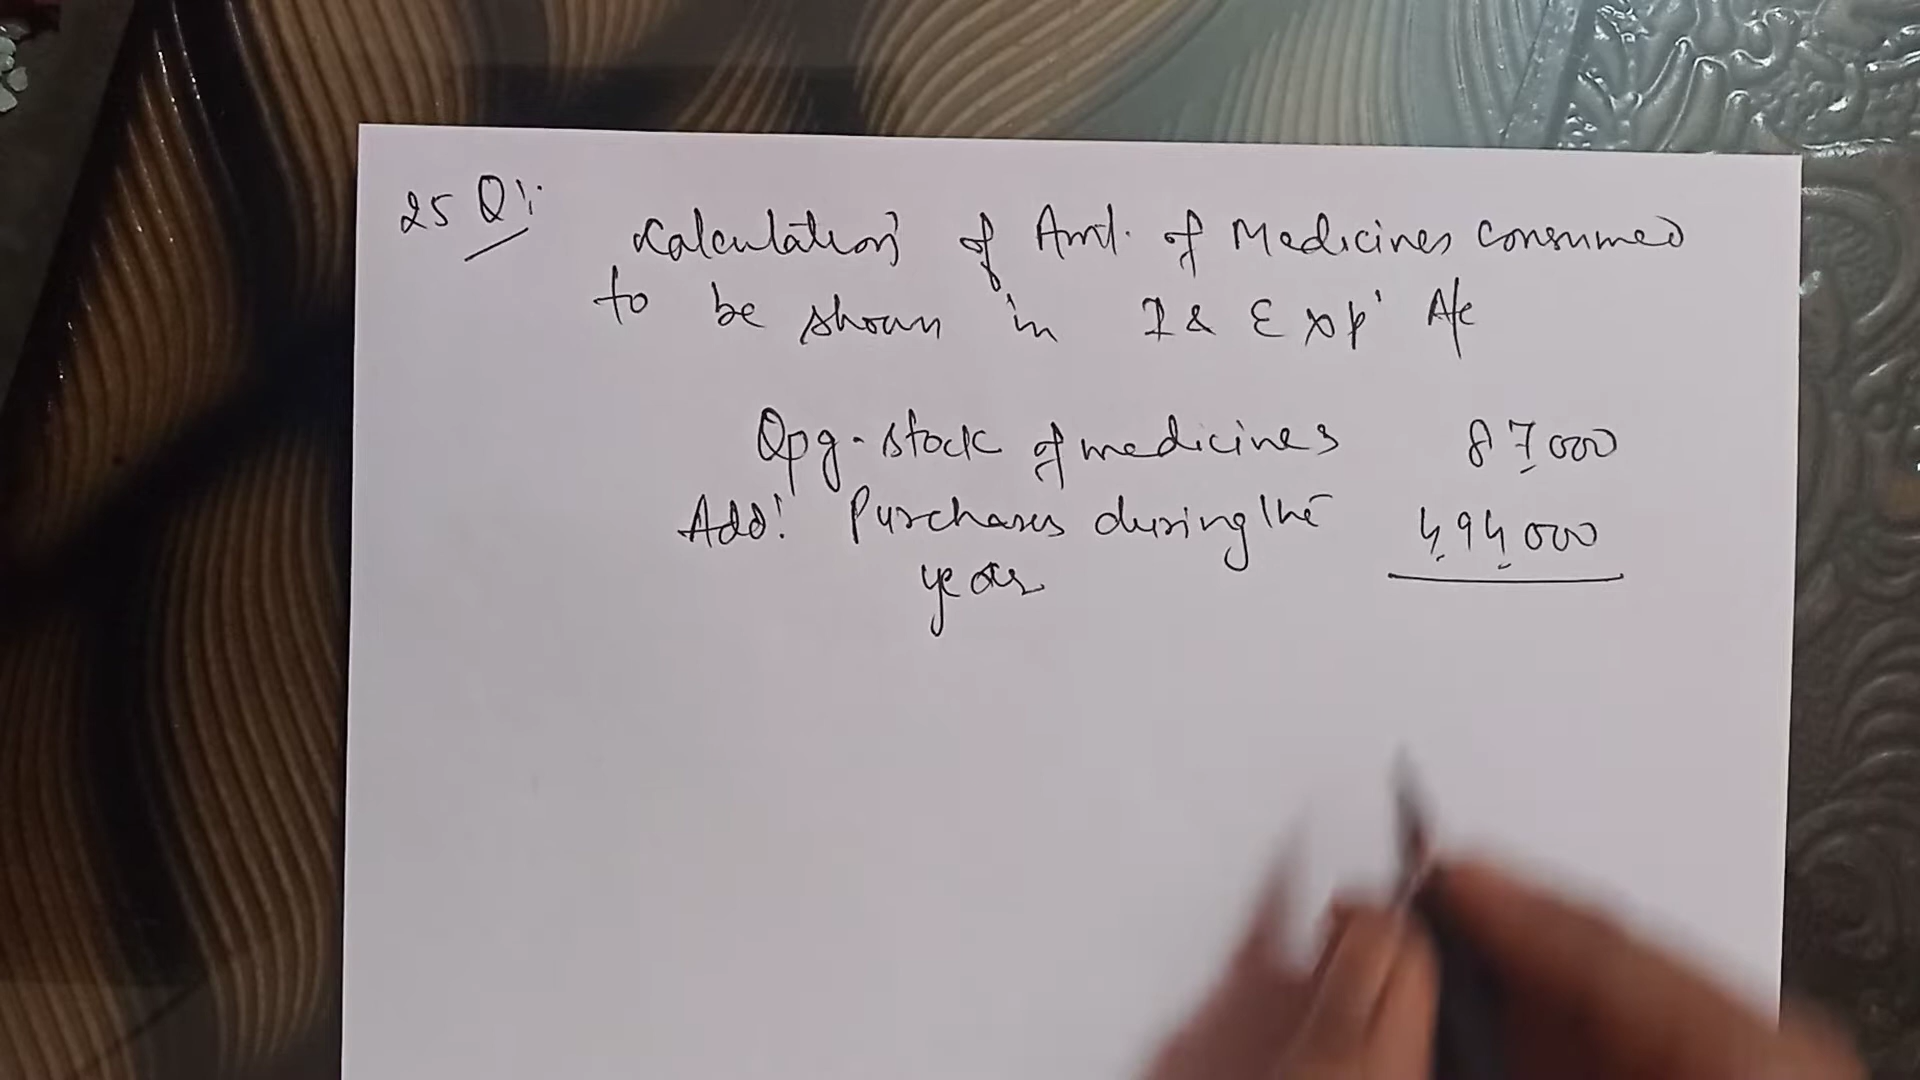 25 Q:
Calculation of Amt. of Medicines consumed
to be shown in I & Exp' A/c
Opg. stock of medicines 87,000
Add: Purchases during the 4,94,000
year